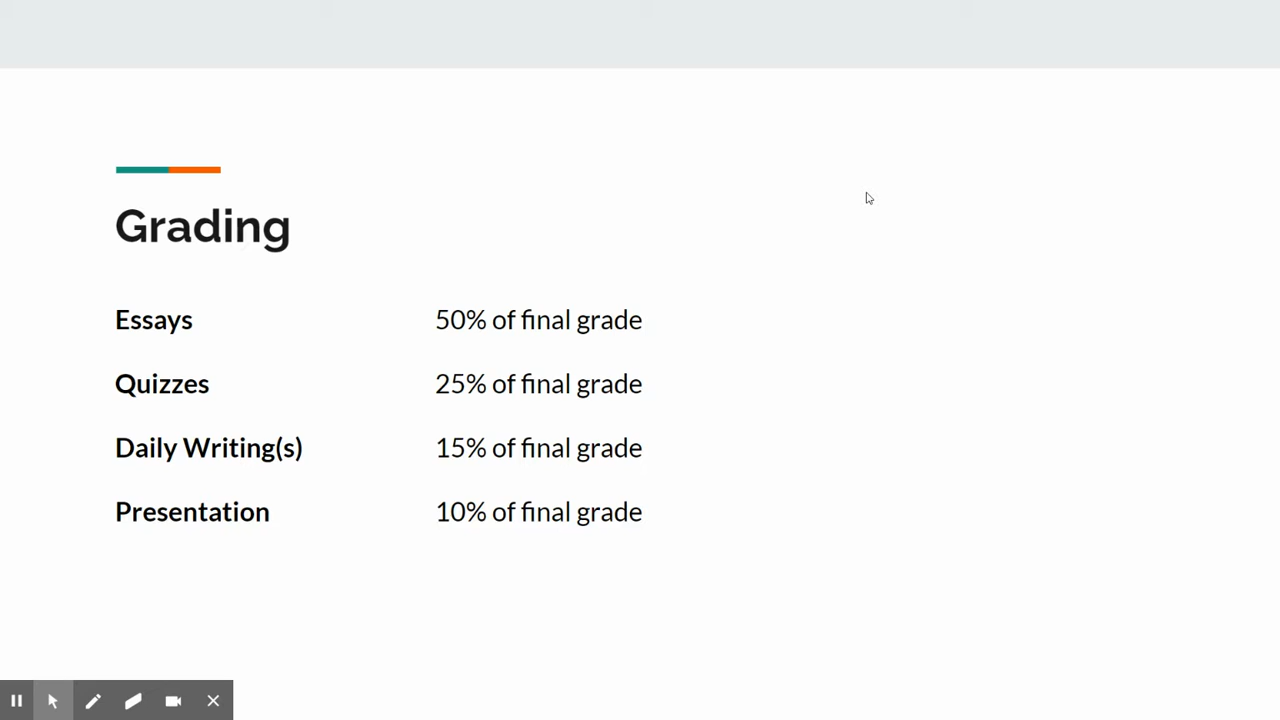 Grading
Essays 50% of final grade
Quizzes 25% of final grade
Daily Writing(s) 15% of final grade
Presentation 10% of final grade